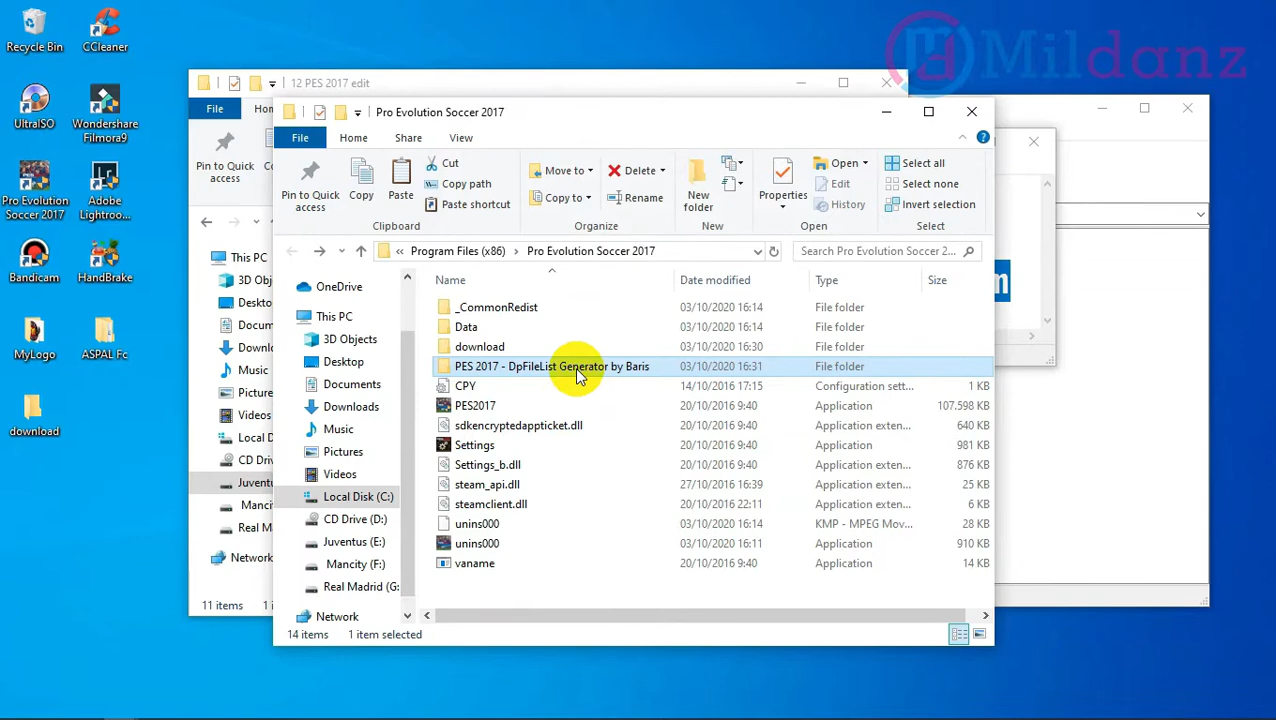 Mildanz
Recycle Bin
CCleaner
UltraISO
Wondershare
Filmora9
Pro Evolution
Soccer 2017
Adobe
Lightroo...
Bandicam
HandBrake
MyLogo
ASPAL Fc
download
12 PES 2017 edit
File
Pin to Quick
access
This PC
Music
Network
11 items
Pro Evolution Soccer 2017
File
Home
Share
View
Pin to Quick
access
Copy
Paste
Cut
Copy path
Paste shortcut
Clipboard
Move to
Copy to
Delete
Rename
Organize
New
folder
New
Properties
Open
Edit
History
Open
Select all
Select none
Invert selection
Select
« Program Files (x86) > Pro Evolution Soccer 2017
Search Pro Evolution Soccer 2...
Name
Date modified
Type
Size
OneDrive
This PC
3D Objects
Desktop
Documents
Downloads
Music
Pictures
Videos
Local Disk (C:)
CD Drive (D:)
Juventus (E:)
Mancity (F:)
Real Madrid (G:
Network
_CommonRedist 03/10/2020 16:14 File folder
Data 03/10/2020 16:14 File folder
download 03/10/2020 16:30 File folder
PES 2017 - DpFileList Generator by Baris 03/10/2020 16:31 File folder
CPY 14/10/2016 17:15 Configuration sett... 1 KB
PES2017 20/10/2016 9:40 Application 107.598 KB
sdkencryptedappticket.dll 20/10/2016 9:40 Application exten... 640 KB
Settings 20/10/2016 9:40 Application 981 KB
Settings_b.dll 20/10/2016 9:40 Application exten... 876 KB
steam_api.dll 27/10/2016 16:39 Application exten... 25 KB
steamclient.dll 20/10/2016 22:11 Application exten... 6 KB
unins000 03/10/2020 16:14 KMP - MPEG Mov... 28 KB
unins000 03/10/2020 16:11 Application 910 KB
vaname 20/10/2016 9:40 Application 14 KB
14 items
1 item selected